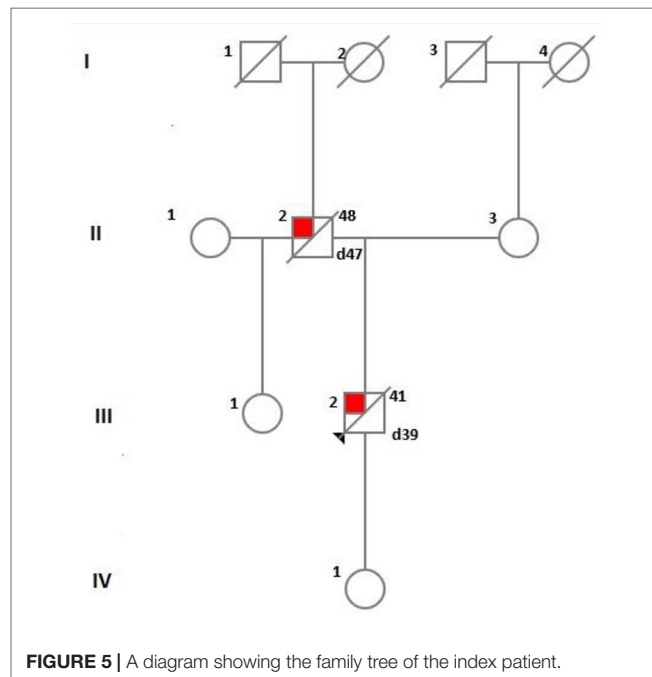 I 1 2 3 4
II 1 2 48 3
d47
III 1 2 41
d39
IV 1
FIGURE 5 | A diagram showing the family tree of the index patient.